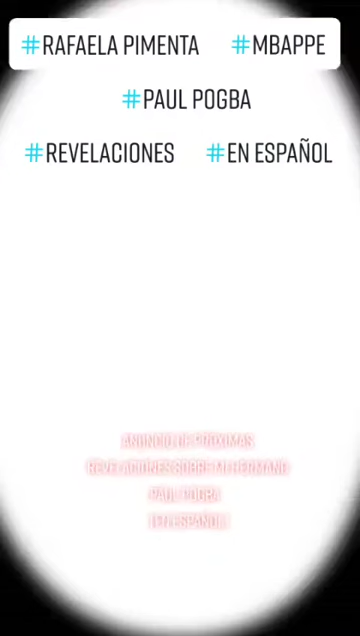 #RAFAELA PIMENTA #MBAPPE
#PAUL POGBA
#REVELACIONES #EN ESPAÑOL
ANUNCIO DE PRÓXIMAS
REVELACIONES SOBRE MI HERMANO
PAUL POGBA
(EN ESPAÑOL)